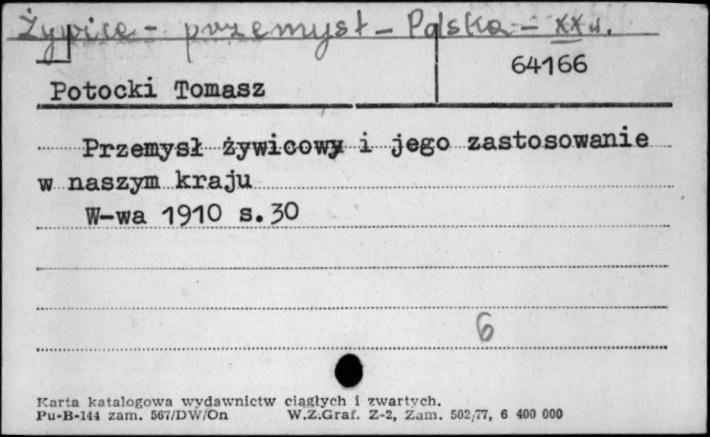 Żywice - przemysł - Polska - XX w.
64166
Potocki Tomasz
Przemysł żywicowy i jego zastosowanie
w naszym kraju
W-wa 1910 s.30
6
Karta katalogowa wydawnictw ciągłych i zwartych.
Pu-B-144 zam. 567/DW/On W.Z.Graf. Z-2, Zam. 502/77, 6 400 000